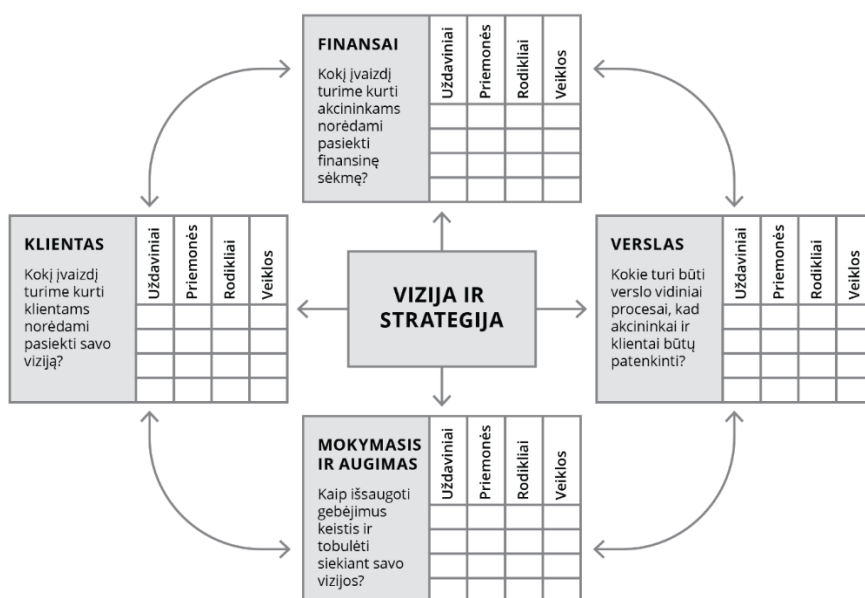 FINANSAI
Kokį įvaizdį
turime kurti
akcininkams
norėdami
pasiekti
finansinę
sėkmę?
Uždaviniai
Priemonės
Rodikliai
Veiklos
KLIENTAS
Kokį įvaizdį
turime kurti
klientams
norėdami
pasiekti savo
viziją?
Uždaviniai
Priemonės
Rodikliai
Veiklos
VIZIJA IR
STRATEGIJA
VERSLAS
Kokie turi būti
verslo vidiniai
procesai, kad
akcininkai ir
klientai būtų
patenkinti?
Uždaviniai
Priemonės
Rodikliai
Veiklos
MOKYMASIS
IR AUGIMAS
Kaip išsaugoti
gebėjimus
keistis ir
tobulėti
siekiant savo
vizijos?
Uždaviniai
Priemonės
Rodikliai
Veiklos